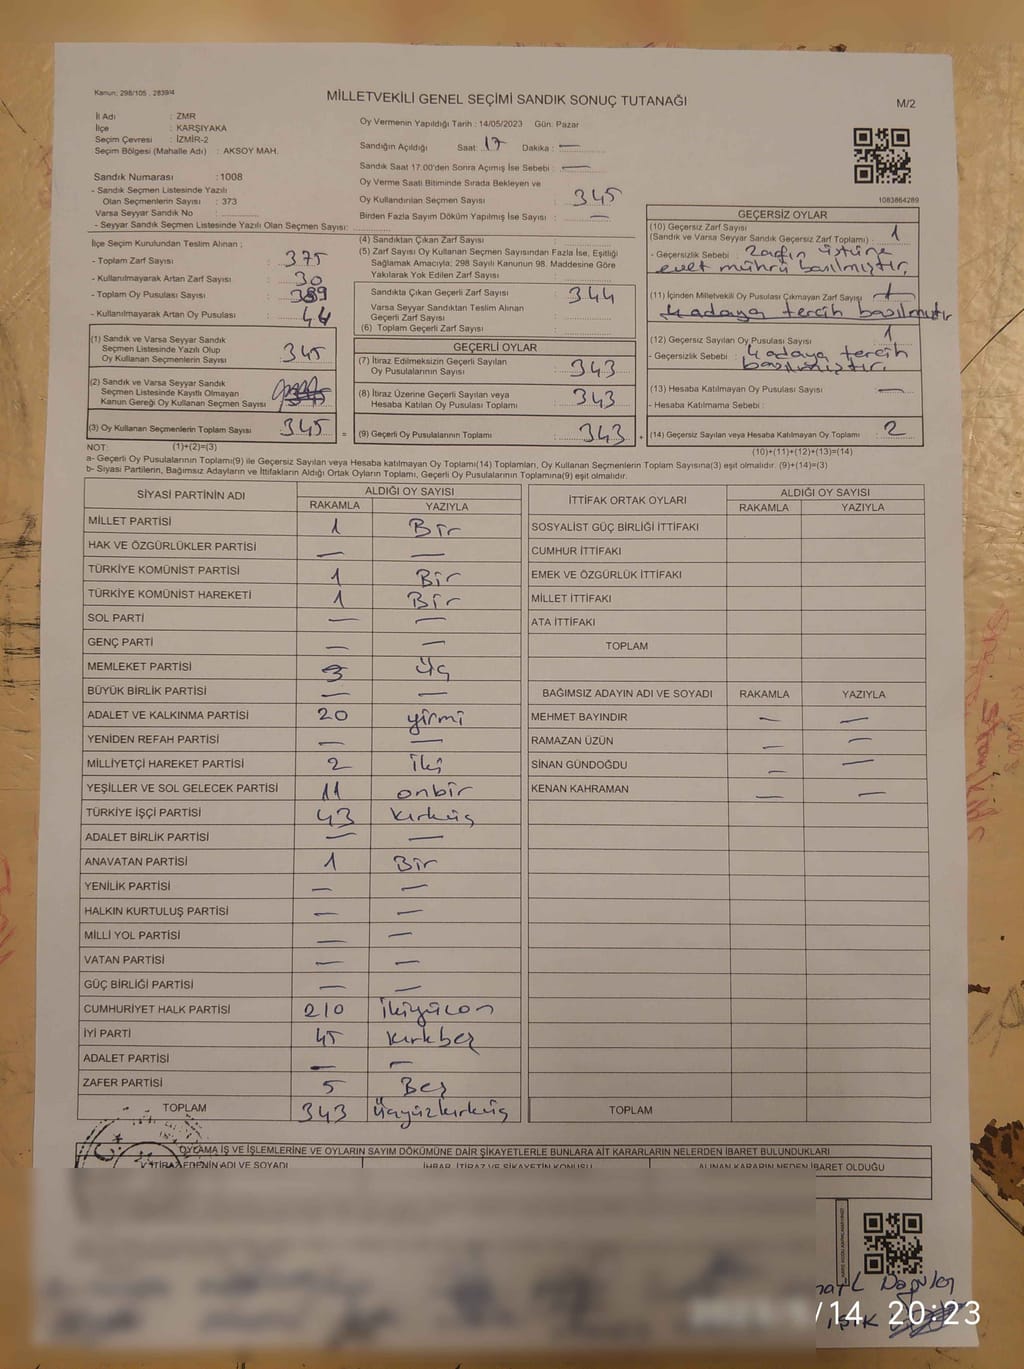 Kanun: 298/105 , 2839/4
MİLLETVEKİLİ GENEL SEÇİMİ SANDIK SONUÇ TUTANAĞI
M/2
İl Adı : ZMR
İlçe : KARŞIYAKA
Seçim Çevresi : İZMİR-2
Seçim Bölgesi (Mahalle Adı) : AKSOY MAH.
Sandık Numarası : 1008
- Sandık Seçmen Listesinde Yazılı
Olan Seçmenlerin Sayısı : 373
Varsa Seyyar Sandık No :
- Seyyar Sandık Seçmen Listesinde Yazılı Olan Seçmen Sayısı:
Oy Vermenin Yapıldığı Tarih : 14/05/2023 Gün: Pazar
Sandığın Açıldığı Saat: 17 Dakika : —
Sandık Saat 17.00'den Sonra Açımış İse Sebebi : —
Oy Verme Saati Bitiminde Sırada Bekleyen ve
Oy Kullandırılan Seçmen Sayısı : 345
Birden Fazla Sayım Döküm Yapılmış İse Sayısı : —
1083864289
İlçe Seçim Kurulundan Teslim Alınan ;
- Toplam Zarf Sayısı : 375
- Kullanılmayarak Artan Zarf Sayısı : 30
- Toplam Oy Pusulası Sayısı : 389
- Kullanılmayarak Artan Oy Pusulası : 44
(1) Sandık ve Varsa Seyyar Sandık
Seçmen Listesinde Yazılı Olup
Oy Kullanan Seçmenlerin Sayısı : 345
(2) Sandık ve Varsa Seyyar Sandık
Seçmen Listesinde Kayıtlı Olmayan
Kanun Gereği Oy Kullanan Seçmen Sayısı :
(3) Oy Kullanan Seçmenlerin Toplam Sayısı : 345 =
(4) Sandıktan Çıkan Zarf Sayısı :
(5) Zarf Sayısı Oy Kullanan Seçmen Sayısından Fazla İse, Eşitliği
Sağlamak Amacıyla; 298 Sayılı Kanunun 98. Maddesine Göre
Yakılarak Yok Edilen Zarf Sayısı :
Sandıkta Çıkan Geçerli Zarf Sayısı : 344
Varsa Seyyar Sandıktan Teslim Alınan
Geçerli Zarf Sayısı :
(6) Toplam Geçerli Zarf Sayısı :
GEÇERLİ OYLAR
(7) İtiraz Edilmeksizin Geçerli Sayılan
Oy Pusulalarının Sayısı : 343
(8) İtiraz Üzerine Geçerli Sayılan veya
Hesaba Katılan Oy Pusulası Toplamı : 343
(9) Geçerli Oy Pusulalarının Toplamı : 343 +
GEÇERSİZ OYLAR
(10) Geçersiz Zarf Sayısı
(Sandık ve Varsa Seyyar Sandık Geçersiz Zarf Toplamı) : 1
- Geçersizlik Sebebi : zarfın üstüne
evet mührü basılmıştır.
(11) İçinden Milletvekili Oy Pusulası Çıkmayan Zarf Sayısı :
4 adaya tercih basılmıştır
(12) Geçersiz Sayılan Oy Pusulası Sayısı : 1
- Geçersizlik Sebebi : 4 adaya tercih
basılmıştır.
(13) Hesaba Katılmayan Oy Pusulası Sayısı : —
- Hesaba Katılmama Sebebi :
(14) Geçersiz Sayılan veya Hesaba Katılmayan Oy Toplamı : 2
NOT: (1)+(2)=(3)
(10)+(11)+(12)+(13)=(14)
a- Geçerli Oy Pusulalarının Toplamı(9) ile Geçersiz Sayılan veya Hesaba katılmayan Oy Toplamı(14) Toplamları, Oy Kullanan Seçmenlerin Toplam Sayısına(3) eşit olmalıdır. (9)+(14)=(3)
b- Siyasi Partilerin, Bağımsız Adayların ve İttifakların Aldığı Ortak Oyların Toplamı, Geçerli Oy Pusulalarının Toplamına(9) eşit olmalıdır.
SİYASİ PARTİNİN ADI ALDIĞI OY SAYISI
RAKAMLA YAZIYLA
MİLLET PARTİSİ 1 Bir
HAK VE ÖZGÜRLÜKLER PARTİSİ — —
TÜRKİYE KOMÜNİST PARTİSİ 1 Bir
TÜRKİYE KOMÜNİST HAREKETİ 1 Bir
SOL PARTİ — —
GENÇ PARTİ — —
MEMLEKET PARTİSİ 3 Üç
BÜYÜK BİRLİK PARTİSİ — —
ADALET VE KALKINMA PARTİSİ 20 yirmi
YENİDEN REFAH PARTİSİ — —
MİLLİYETÇİ HAREKET PARTİSİ 2 İki
YEŞİLLER VE SOL GELECEK PARTİSİ 11 onbir
TÜRKİYE İŞÇİ PARTİSİ 43 kırküç
ADALET BİRLİK PARTİSİ — —
ANAVATAN PARTİSİ 1 Bir
YENİLİK PARTİSİ — —
HALKIN KURTULUŞ PARTİSİ — —
MİLLİ YOL PARTİSİ — —
VATAN PARTİSİ — —
GÜÇ BİRLİĞİ PARTİSİ — —
CUMHURİYET HALK PARTİSİ 210 İkiyüzon
İYİ PARTİ 45 kırkbeş
ADALET PARTİSİ — —
ZAFER PARTİSİ 5 Beş
TOPLAM 343 Üçyüzkırküç
İTTİFAK ORTAK OYLARI ALDIĞI OY SAYISI
RAKAMLA YAZIYLA
SOSYALİST GÜÇ BİRLİĞİ İTTİFAKI
CUMHUR İTTİFAKI
EMEK VE ÖZGÜRLÜK İTTİFAKI
MİLLET İTTİFAKI
ATA İTTİFAKI
TOPLAM
BAĞIMSIZ ADAYIN ADI VE SOYADI RAKAMLA YAZIYLA
MEHMET BAYINDIR — —
RAMAZAN ÜZÜN — —
SİNAN GÜNDOĞDU — —
KENAN KAHRAMAN — —
TOPLAM
OYLAMA İŞ VE İŞLEMLERİNE VE OYLARIN SAYIM DÖKÜMÜNE DAİR ŞİKAYETLERLE BUNLARA AİT KARARLARIN NELERDEN İBARET BULUNDUKLARI
İTİRAZ EDENİN ADI VE SOYADI İHBAR, İTİRAZ VE ŞİKAYETİN KONUSU ALINAN KARARIN NEDEN İBARET OLDUĞU
/14 20:23